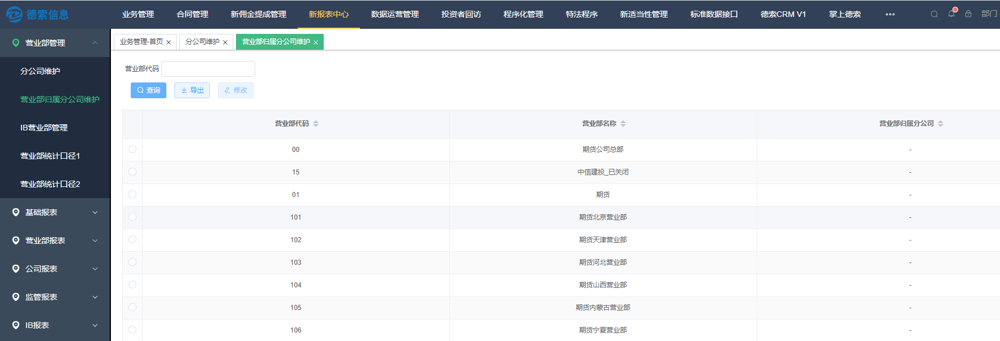 德索信息
业务管理 合同管理 新佣金提成管理 新报表中心 数据运营管理 投资者回访 程序化管理 特法程序 新适当性管理 标准数据接口 德索CRM V1 掌上德索 ••• 部门
营业部管理
分公司维护
营业部归属分公司维护
IB营业部管理
营业部统计口径1
营业部统计口径2
基础报表
营业部报表
公司报表
监管报表
IB报表
业务管理-首页 × 分公司维护 × 营业部归属分公司维护 ×
营业部代码
查询 导出 修改
营业部代码 营业部名称 营业部归属分公司
00 期货公司总部 -
15 中信建投_已关闭 -
01 期货 -
101 期货北京营业部 -
102 期货天津营业部 -
103 期货河北营业部 -
104 期货山西营业部 -
105 期货内蒙古营业部 -
106 期货宁夏营业部 -